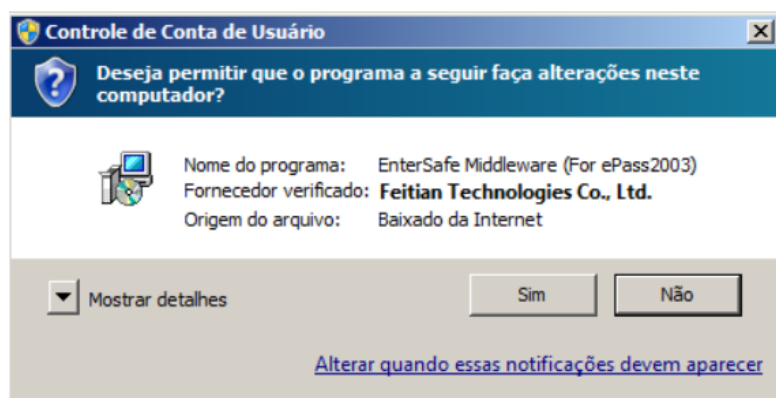 Controle de Conta de Usuário
Deseja permitir que o programa a seguir faça alterações neste
computador?
Nome do programa: EnterSafe Middleware (For ePass2003)
Fornecedor verificado: Feitian Technologies Co., Ltd.
Origem do arquivo: Baixado da Internet
Mostrar detalhes Sim Não
Alterar quando essas notificações devem aparecer